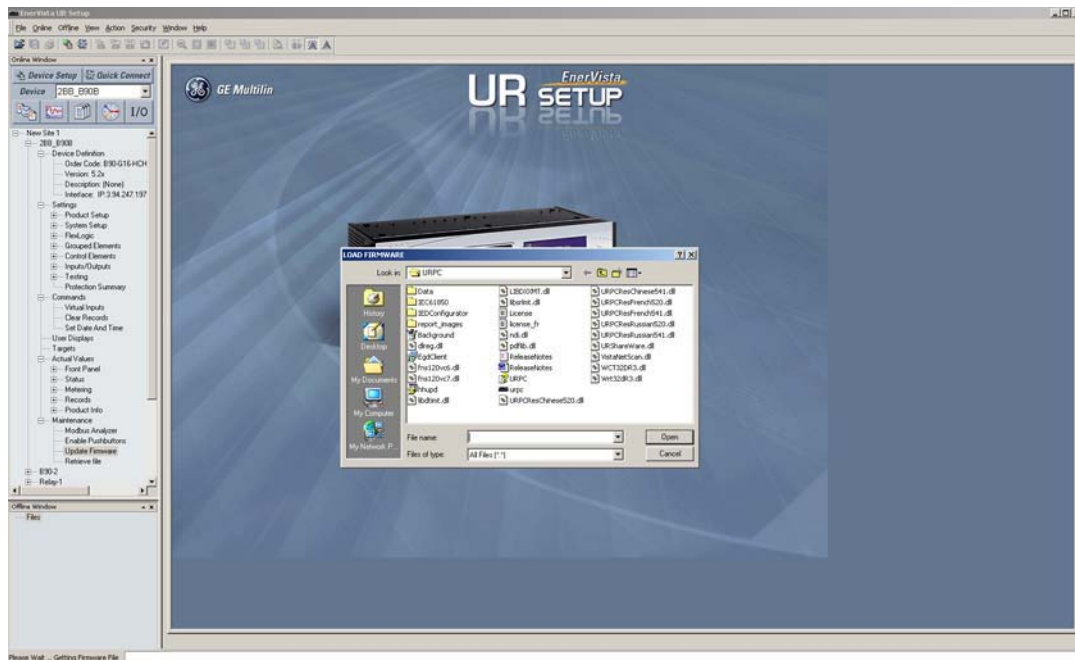 EnerVista UR Setup
File Online Offline View Action Security Window Help
Online Window
Device Setup Quick Connect
Device 2BB_B90B
I/O
New Site 1
2BB_B90B
Device Definition
Order Code: B90-G16-HCH
Version: 5.2x
Description: (None)
Interface: IP:3.94.247.197
Settings
Product Setup
System Setup
FlexLogic
Grouped Elements
Control Elements
Inputs/Outputs
Testing
Protection Summary
Commands
Virtual Inputs
Clear Records
Set Date And Time
User Displays
Targets
Actual Values
Front Panel
Status
Metering
Records
Product Info
Maintenance
Modbus Analyzer
Enable Pushbuttons
Update Firmware
Retrieve file
B90-2
Relay-1
Offline Window
Files
Please Wait ... Getting Firmware File
GE Multilin
EnerVista
UR SETUP
LOAD FIRMWARE
Look in: URPC
History
Desktop
My Documents
My Computer
My Network P...
Data
IEC61850
IEDConfigurator
report_images
Background
dreg.dll
EgdClient
fns120vc6.dll
fns120vc7.dll
hhupd
libdtmt.dll
LIBDIOIMT.dll
libxrlmt.dll
License
license_fr
ndi.dll
pdflib.dll
ReleaseNotes
ReleaseNotes
URPC
urpc
URPCResChinese520.dll
URPCResChinese541.dll
URPCResFrench520.dll
URPCResFrench541.dll
URPCResRussian520.dll
URPCResRussian541.dll
URShareWare.dll
VistaNetScan.dll
WCT32DR3.dll
Wrt32dR3.dll
File name: Open
Files of type: All Files (*.*) Cancel